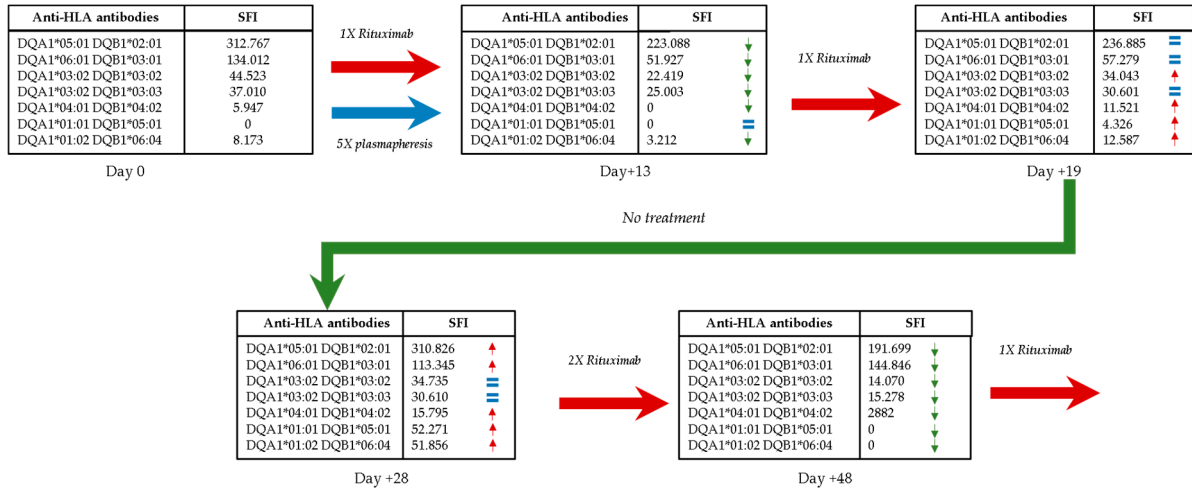 Anti-HLA antibodies SFI
DQA1*05:01 DQB1*02:01 312.767
DQA1*06:01 DQB1*03:01 134.012
DQA1*03:02 DQB1*03:02 44.523
DQA1*03:02 DQB1*03:03 37.010
DQA1*04:01 DQB1*04:02 5.947
DQA1*01:01 DQB1*05:01 0
DQA1*01:02 DQB1*06:04 8.173
Day 0
1X Rituximab
5X plasmapheresis
Anti-HLA antibodies SFI
DQA1*05:01 DQB1*02:01 223.088
DQA1*06:01 DQB1*03:01 51.927
DQA1*03:02 DQB1*03:02 22.419
DQA1*03:02 DQB1*03:03 25.003
DQA1*04:01 DQB1*04:02 0
DQA1*01:01 DQB1*05:01 0
DQA1*01:02 DQB1*06:04 3.212
Day+13
1X Rituximab
Anti-HLA antibodies SFI
DQA1*05:01 DQB1*02:01 236.885
DQA1*06:01 DQB1*03:01 57.279
DQA1*03:02 DQB1*03:02 34.043
DQA1*03:02 DQB1*03:03 30.601
DQA1*04:01 DQB1*04:02 11.521
DQA1*01:01 DQB1*05:01 4.326
DQA1*01:02 DQB1*06:04 12.587
Day +19
No treatment
Anti-HLA antibodies SFI
DQA1*05:01 DQB1*02:01 310.826
DQA1*06:01 DQB1*03:01 113.345
DQA1*03:02 DQB1*03:02 34.735
DQA1*03:02 DQB1*03:03 30.610
DQA1*04:01 DQB1*04:02 15.795
DQA1*01:01 DQB1*05:01 52.271
DQA1*01:02 DQB1*06:04 51.856
Day +28
2X Rituximab
Anti-HLA antibodies SFI
DQA1*05:01 DQB1*02:01 191.699
DQA1*06:01 DQB1*03:01 144.846
DQA1*03:02 DQB1*03:02 14.070
DQA1*03:02 DQB1*03:03 15.278
DQA1*04:01 DQB1*04:02 2882
DQA1*01:01 DQB1*05:01 0
DQA1*01:02 DQB1*06:04 0
Day +48
1X Rituximab